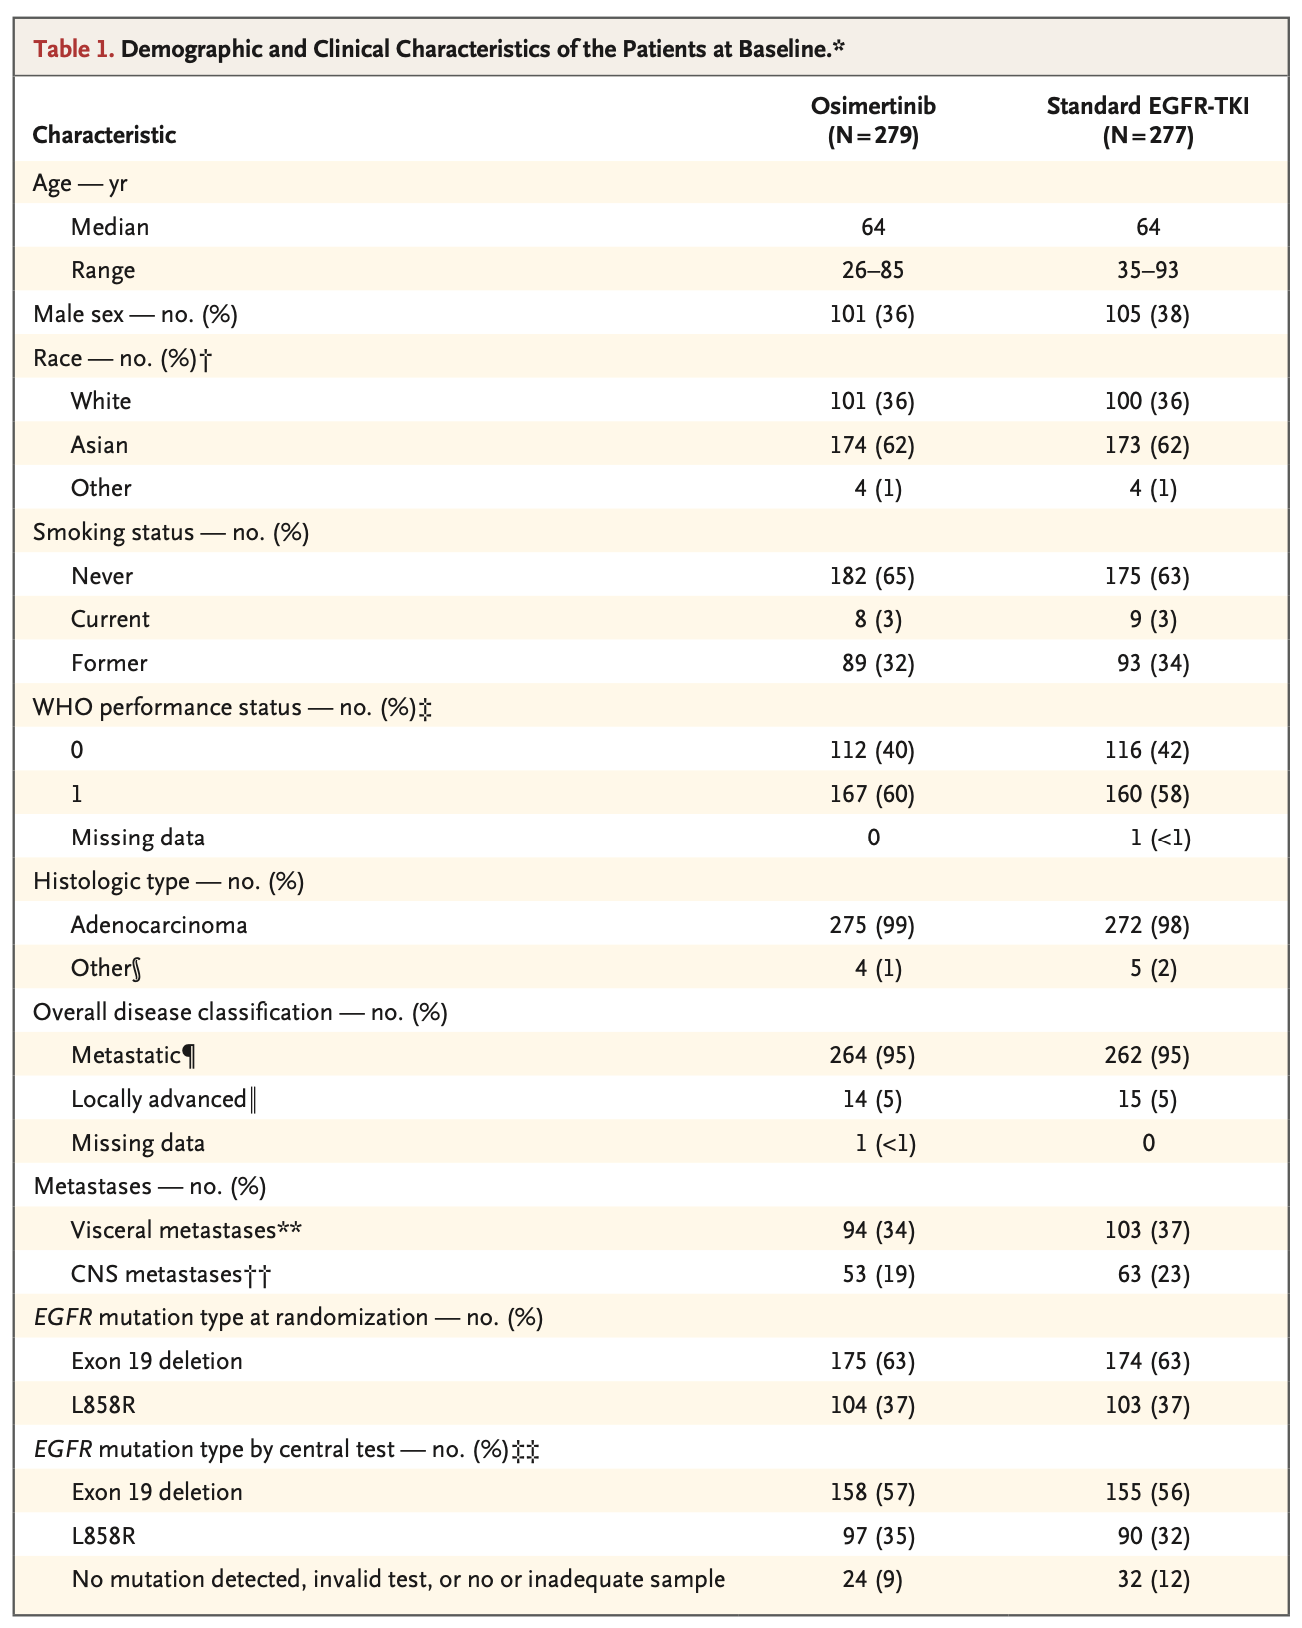 Table 1. Demographic and Clinical Characteristics of the Patients at Baseline.*
Characteristic Osimertinib (N=279) Standard EGFR-TKI (N=277)
Age — yr
Median 64 64
Range 26–85 35–93
Male sex — no. (%) 101 (36) 105 (38)
Race — no. (%)†
White 101 (36) 100 (36)
Asian 174 (62) 173 (62)
Other 4 (1) 4 (1)
Smoking status — no. (%)
Never 182 (65) 175 (63)
Current 8 (3) 9 (3)
Former 89 (32) 93 (34)
WHO performance status — no. (%)‡
0 112 (40) 116 (42)
1 167 (60) 160 (58)
Missing data 0 1 (<1)
Histologic type — no. (%)
Adenocarcinoma 275 (99) 272 (98)
Other§ 4 (1) 5 (2)
Overall disease classification — no. (%)
Metastatic¶ 264 (95) 262 (95)
Locally advanced‖ 14 (5) 15 (5)
Missing data 1 (<1) 0
Metastases — no. (%)
Visceral metastases** 94 (34) 103 (37)
CNS metastases†† 53 (19) 63 (23)
EGFR mutation type at randomization — no. (%)
Exon 19 deletion 175 (63) 174 (63)
L858R 104 (37) 103 (37)
EGFR mutation type by central test — no. (%)‡‡
Exon 19 deletion 158 (57) 155 (56)
L858R 97 (35) 90 (32)
No mutation detected, invalid test, or no or inadequate sample 24 (9) 32 (12)